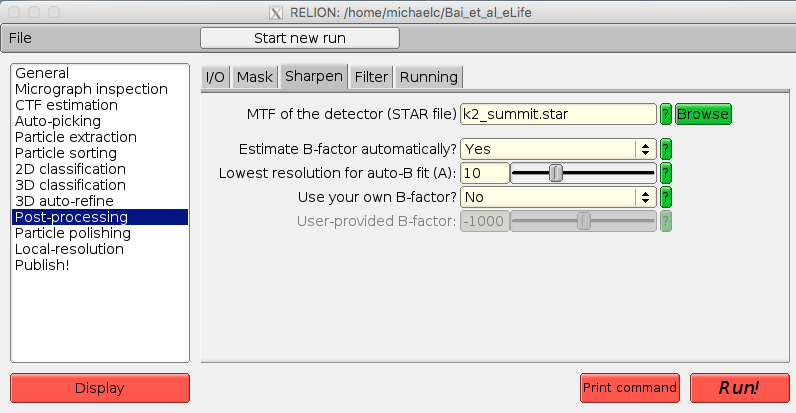 RELION: /home/michaelc/Bai_et_al_eLife
File
Start new run
General
Micrograph inspection
CTF estimation
Auto-picking
Particle extraction
Particle sorting
2D classification
3D classification
3D auto-refine
Post-processing
Particle polishing
Local-resolution
Publish!
I/O Mask Sharpen Filter Running
MTF of the detector (STAR file) k2_summit.star ? Browse
Estimate B-factor automatically? Yes ?
Lowest resolution for auto-B fit (A): 10 ?
Use your own B-factor? No ?
User-provided B-factor: -1000 ?
Display
Print command
Run!